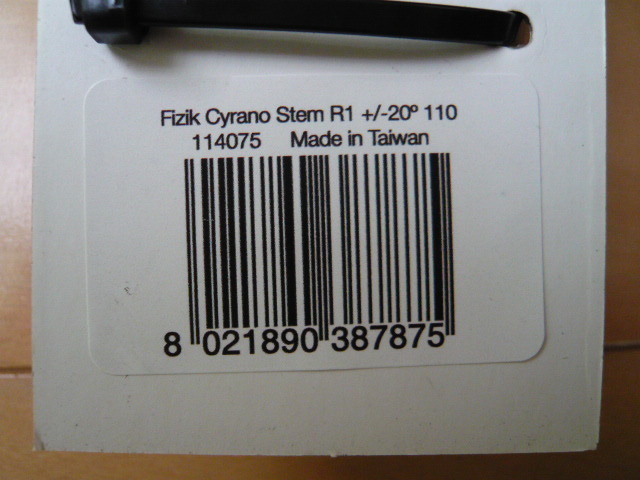 Fizik Cyrano Stem R1 +/-20º 110
114075 Made in Taiwan
8 021890 387875